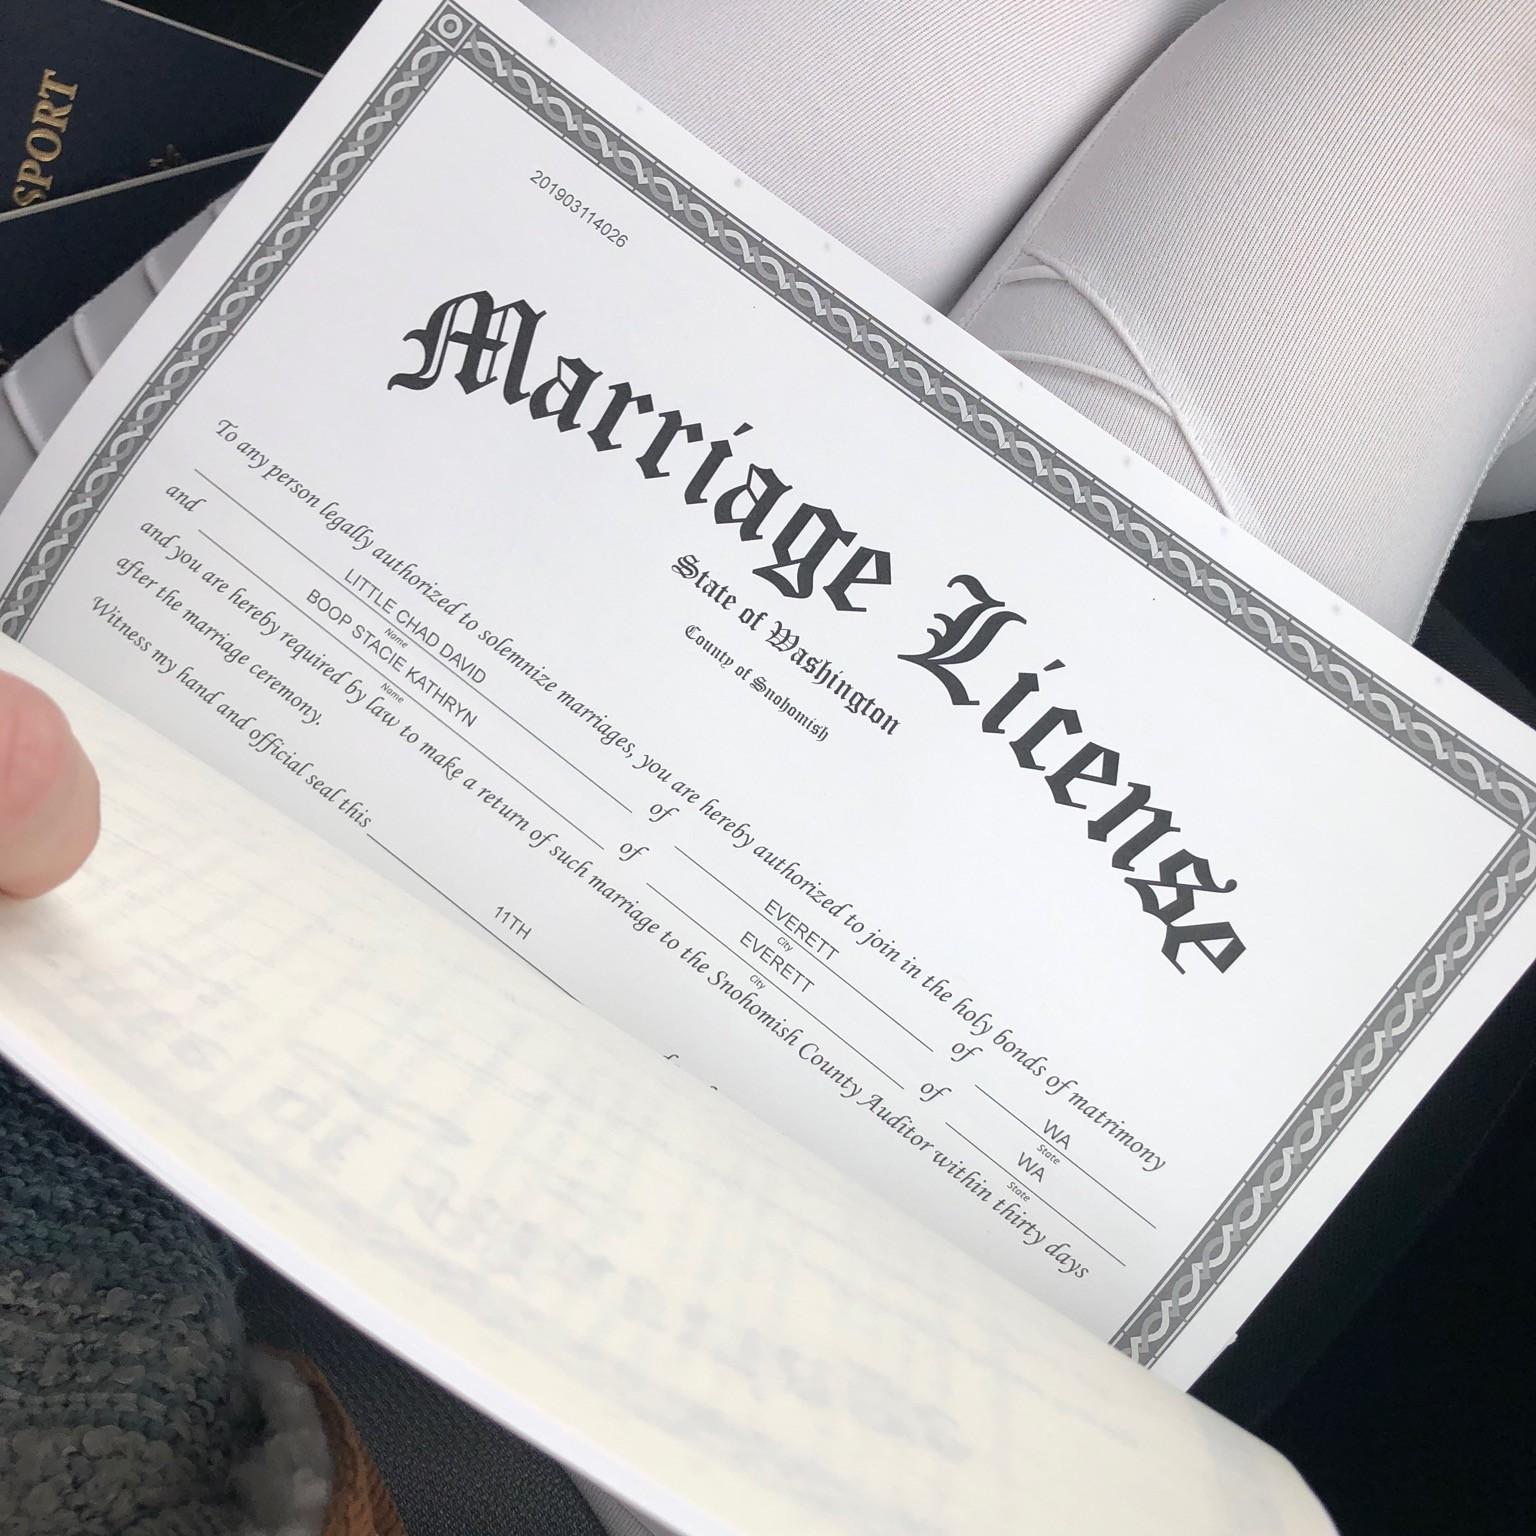 SPORT
201903114026
Marriage License
State of Washington
County of Snohomish
To any person legally authorized to solemnize marriages, you are hereby authorized to join in the holy bonds of matrimony
LITTLE CHAD DAVID of EVERETT of WA
Name City State
and BOOP STACIE KATHRYN of EVERETT of WA
Name City State
and you are hereby required by law to make a return of such marriage to the Snohomish County Auditor within thirty days
after the marriage ceremony.
Witness my hand and official seal this 11TH